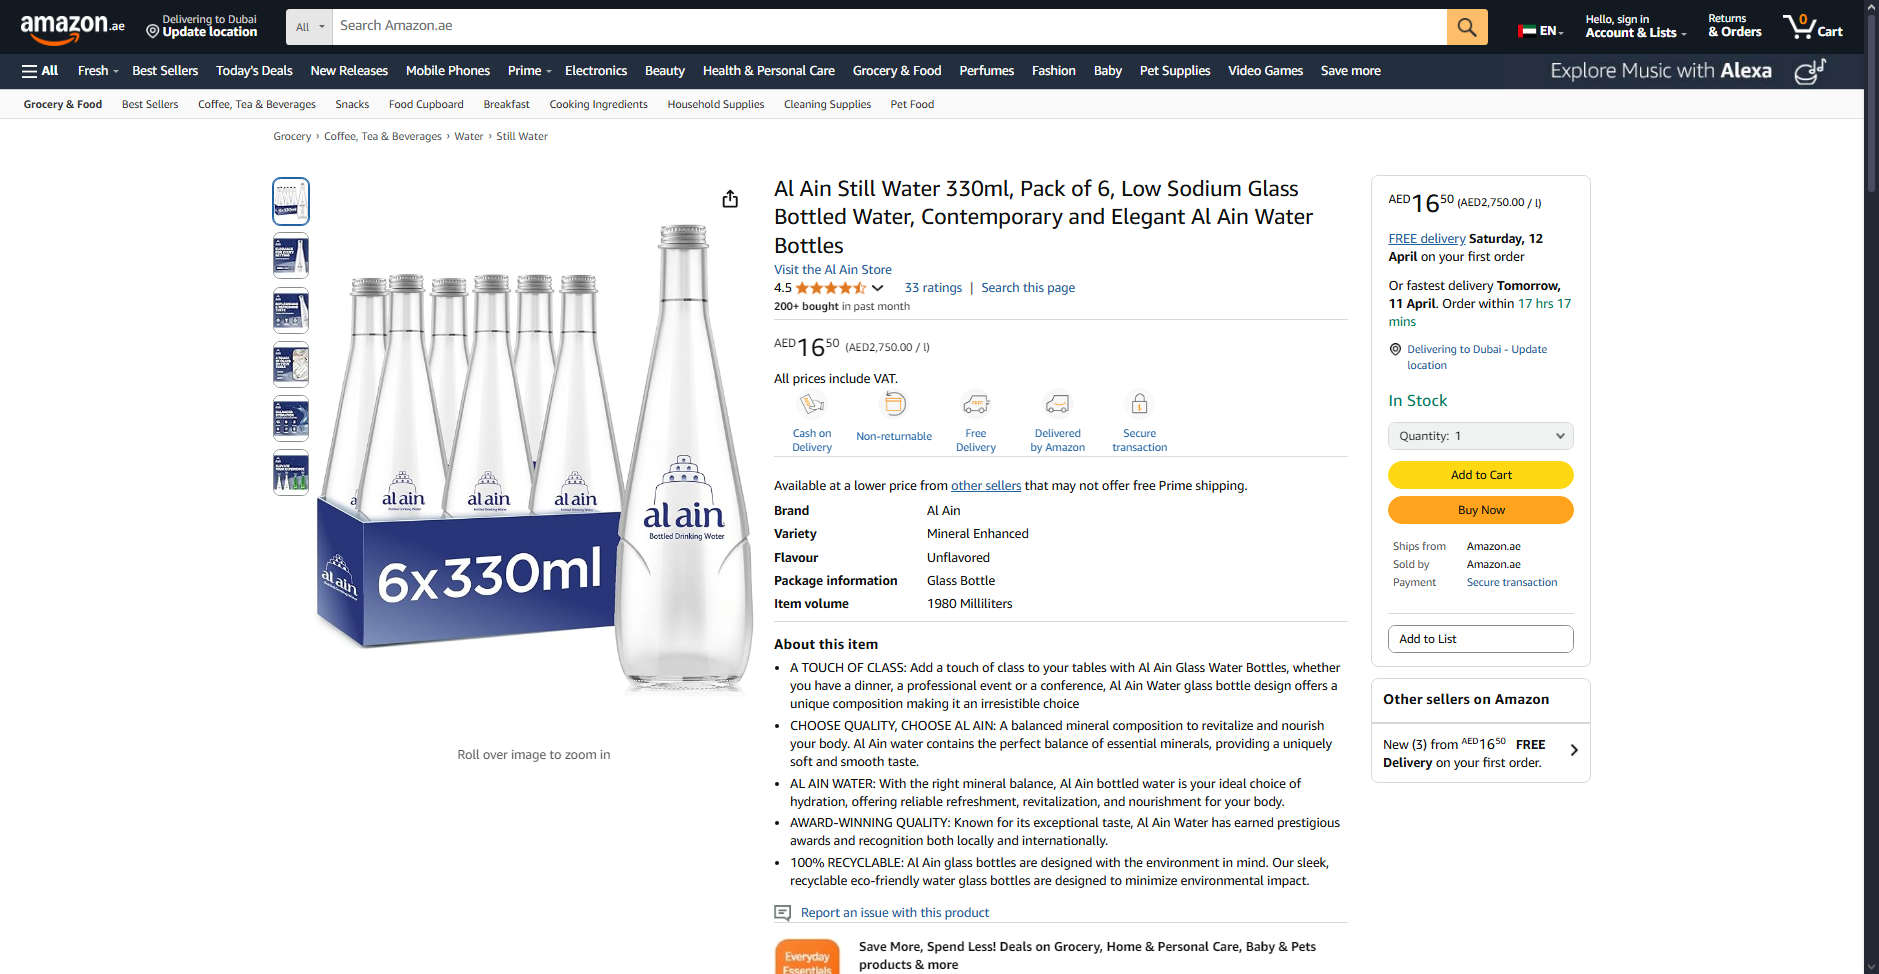 amazon.ae
Delivering to Dubai
Update location
All
Search Amazon.ae
EN
Hello, sign in
Account & Lists
Returns
& Orders
0
Cart
All
Fresh
Best Sellers
Today's Deals
New Releases
Mobile Phones
Prime
Electronics
Beauty
Health & Personal Care
Grocery & Food
Perfumes
Fashion
Baby
Pet Supplies
Video Games
Save more
Explore Music with Alexa
Grocery & Food
Best Sellers
Coffee, Tea & Beverages
Snacks
Food Cupboard
Breakfast
Cooking Ingredients
Household Supplies
Cleaning Supplies
Pet Food
Grocery › Coffee, Tea & Beverages › Water › Still Water
al ain
al ain
al ain
al ain
Bottled Drinking Water
al ain
6x330ml
Roll over image to zoom in
Al Ain Still Water 330ml, Pack of 6, Low Sodium Glass
Bottled Water, Contemporary and Elegant Al Ain Water
Bottles
Visit the Al Ain Store
4.5
33 ratings | Search this page
200+ bought in past month
AED16 50 (AED2,750.00 / l)
All prices include VAT.
Cash on
Delivery
Non-returnable
Free
Delivery
Delivered
by Amazon
Secure
transaction
Available at a lower price from other sellers that may not offer free Prime shipping.
Brand Al Ain
Variety Mineral Enhanced
Flavour Unflavored
Package information Glass Bottle
Item volume 1980 Milliliters
About this item
• A TOUCH OF CLASS: Add a touch of class to your tables with Al Ain Glass Water Bottles, whether
you have a dinner, a professional event or a conference, Al Ain Water glass bottle design offers a
unique composition making it an irresistible choice
• CHOOSE QUALITY, CHOOSE AL AIN: A balanced mineral composition to revitalize and nourish
your body. Al Ain water contains the perfect balance of essential minerals, providing a uniquely
soft and smooth taste.
• AL AIN WATER: With the right mineral balance, Al Ain bottled water is your ideal choice of
hydration, offering reliable refreshment, revitalization, and nourishment for your body.
• AWARD-WINNING QUALITY: Known for its exceptional taste, Al Ain Water has earned prestigious
awards and recognition both locally and internationally.
• 100% RECYCLABLE: Al Ain glass bottles are designed with the environment in mind. Our sleek,
recyclable eco-friendly water glass bottles are designed to minimize environmental impact.
Report an issue with this product
Everyday
Essentials
Save More, Spend Less! Deals on Grocery, Home & Personal Care, Baby & Pets
products & more
AED16 50 (AED2,750.00 / l)
FREE delivery Saturday, 12
April on your first order
Or fastest delivery Tomorrow,
11 April. Order within 17 hrs 17
mins
Delivering to Dubai - Update
location
In Stock
Quantity: 1
Add to Cart
Buy Now
Ships from Amazon.ae
Sold by Amazon.ae
Payment Secure transaction
Add to List
Other sellers on Amazon
New (3) from AED16 50 FREE
Delivery on your first order.